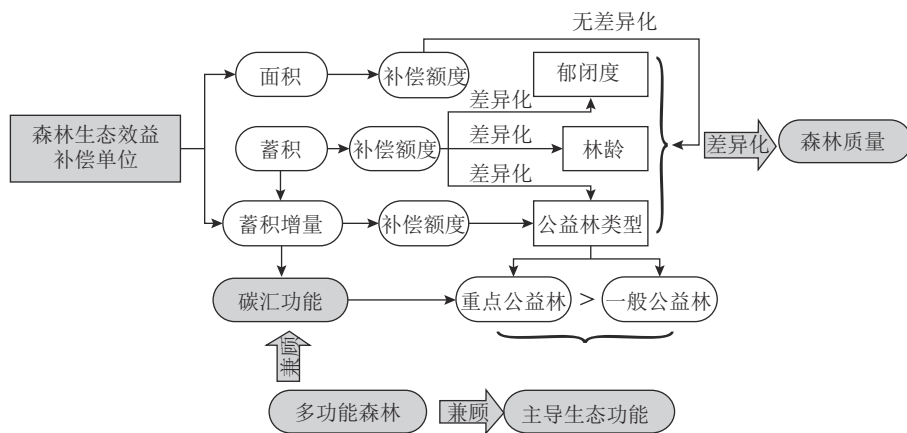 无差异化
面积
补偿额度
郁闭度
差异化
森林生态效益
补偿单位
蓄积
补偿额度
差异化
林龄
差异化
森林质量
差异化
蓄积增量
补偿额度
公益林类型
碳汇功能
重点公益林
>
一般公益林
兼顾
多功能森林
兼顾
主导生态功能